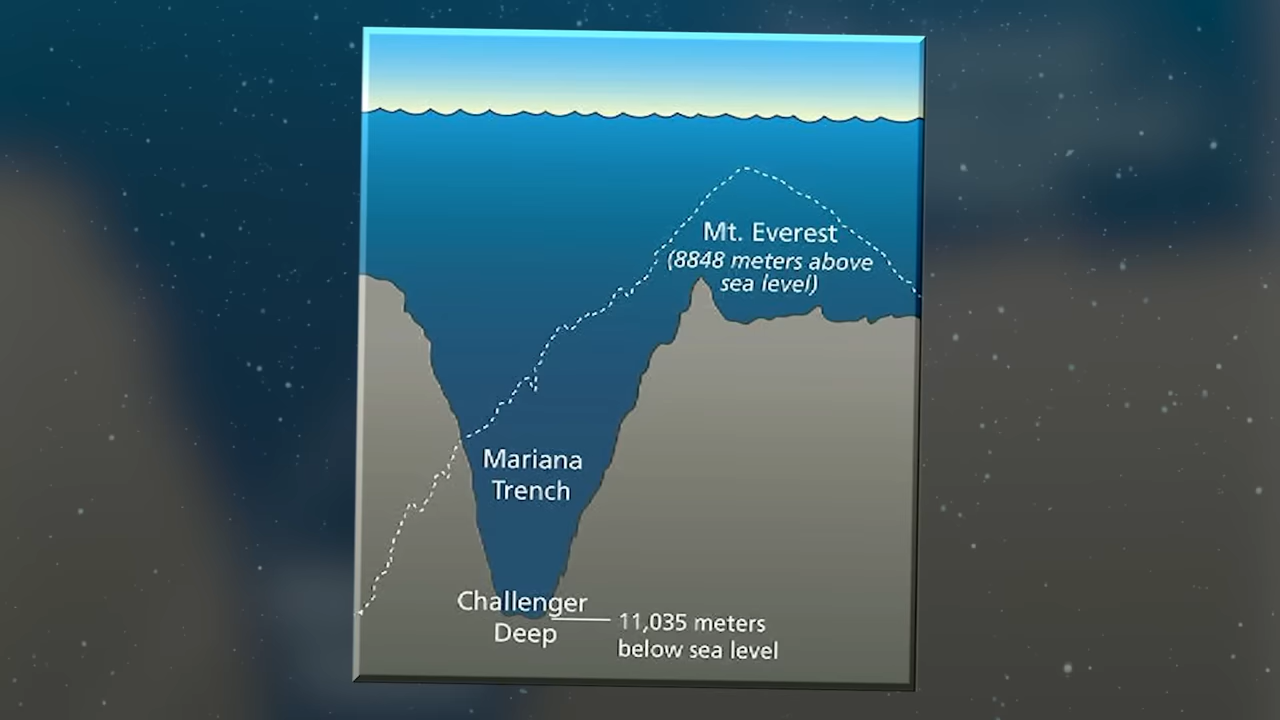 Mt. Everest
(8848 meters above
sea level)
Mariana
Trench
Challenger
Deep
11,035 meters
below sea level